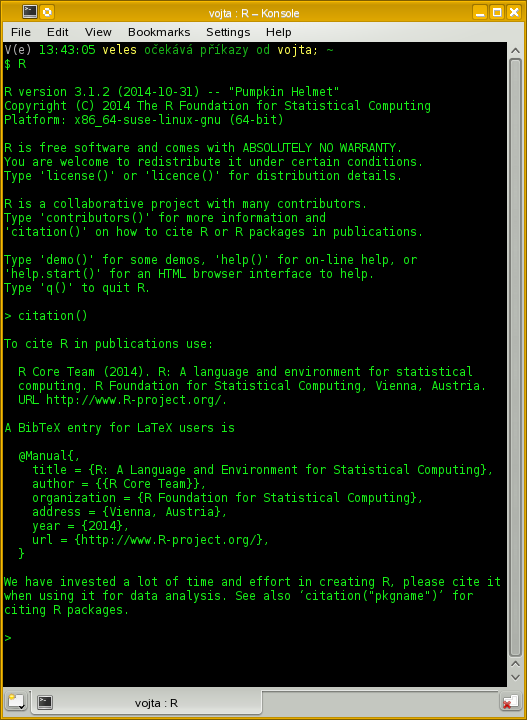 vojta : R – Konsole
File Edit View Bookmarks Settings Help
V(e) 13:43:05 veles očekává příkazy od vojta; ~
$ R
R version 3.1.2 (2014-10-31) -- "Pumpkin Helmet"
Copyright (C) 2014 The R Foundation for Statistical Computing
Platform: x86_64-suse-linux-gnu (64-bit)
R is free software and comes with ABSOLUTELY NO WARRANTY.
You are welcome to redistribute it under certain conditions.
Type 'license()' or 'licence()' for distribution details.
R is a collaborative project with many contributors.
Type 'contributors()' for more information and
'citation()' on how to cite R or R packages in publications.
Type 'demo()' for some demos, 'help()' for on-line help, or
'help.start()' for an HTML browser interface to help.
Type 'q()' to quit R.
> citation()
To cite R in publications use:
R Core Team (2014). R: A language and environment for statistical
computing. R Foundation for Statistical Computing, Vienna, Austria.
URL http://www.R-project.org/.
A BibTeX entry for LaTeX users is
@Manual{,
title = {R: A Language and Environment for Statistical Computing},
author = {{R Core Team}},
organization = {R Foundation for Statistical Computing},
address = {Vienna, Austria},
year = {2014},
url = {http://www.R-project.org/},
}
We have invested a lot of time and effort in creating R, please cite it
when using it for data analysis. See also ‘citation("pkgname")’ for
citing R packages.
>
vojta : R